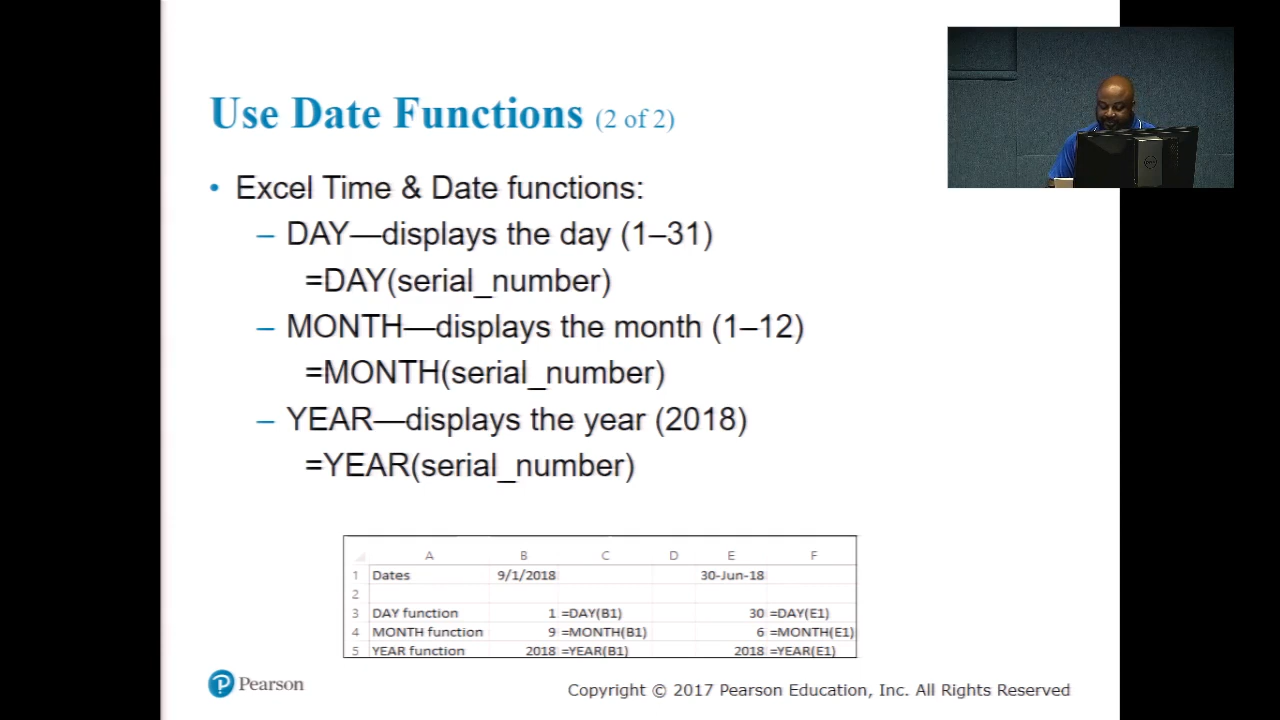 Use Date Functions (2 of 2)
• Excel Time & Date functions:
– DAY—displays the day (1–31)
=DAY(serial_number)
– MONTH—displays the month (1–12)
=MONTH(serial_number)
– YEAR—displays the year (2018)
=YEAR(serial_number)
A B C D E F
1 Dates 9/1/2018 30-Jun-18
2
3 DAY function 1 =DAY(B1) 30 =DAY(E1)
4 MONTH function 9 =MONTH(B1) 6 =MONTH(E1)
5 YEAR function 2018 =YEAR(B1) 2018 =YEAR(E1)
Pearson
Copyright © 2017 Pearson Education, Inc. All Rights Reserved